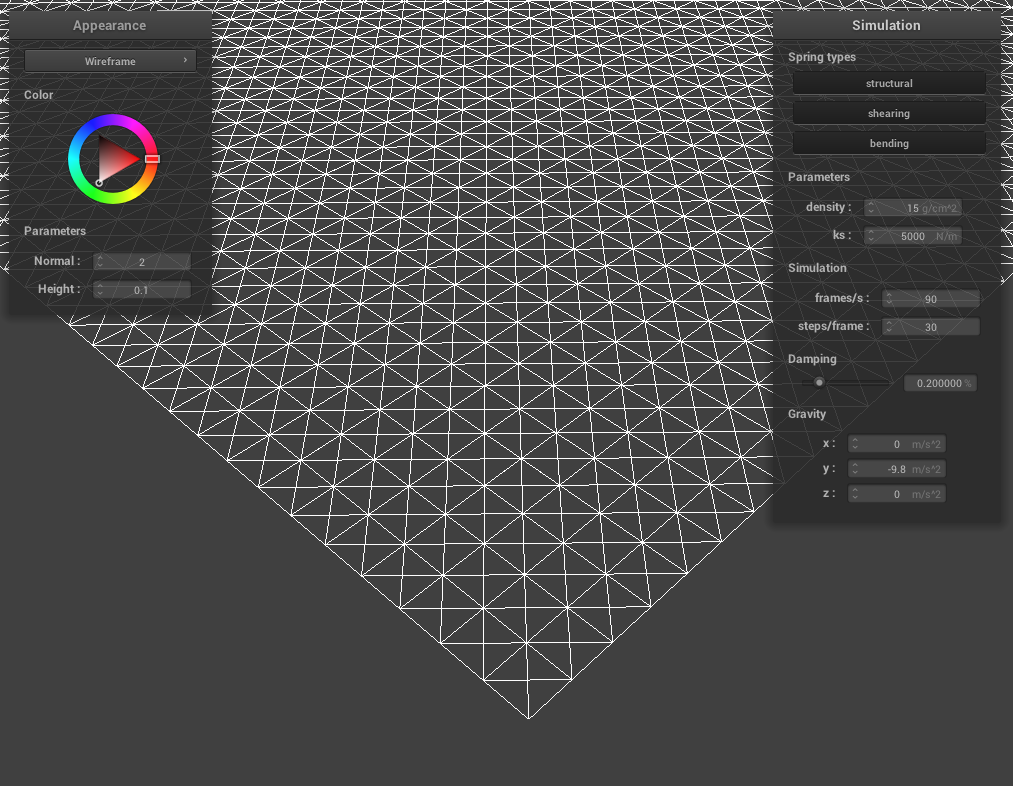 Appearance
Wireframe ›
Color
Parameters
Normal : 2
Height : 0.1
Simulation
Spring types
structural
shearing
bending
Parameters
density : 15 g/cm^2
ks : 5000 N/m
Simulation
frames/s : 90
steps/frame : 30
Damping
0.200000 %
Gravity
x : 0 m/s^2
y : -9.8 m/s^2
z : 0 m/s^2